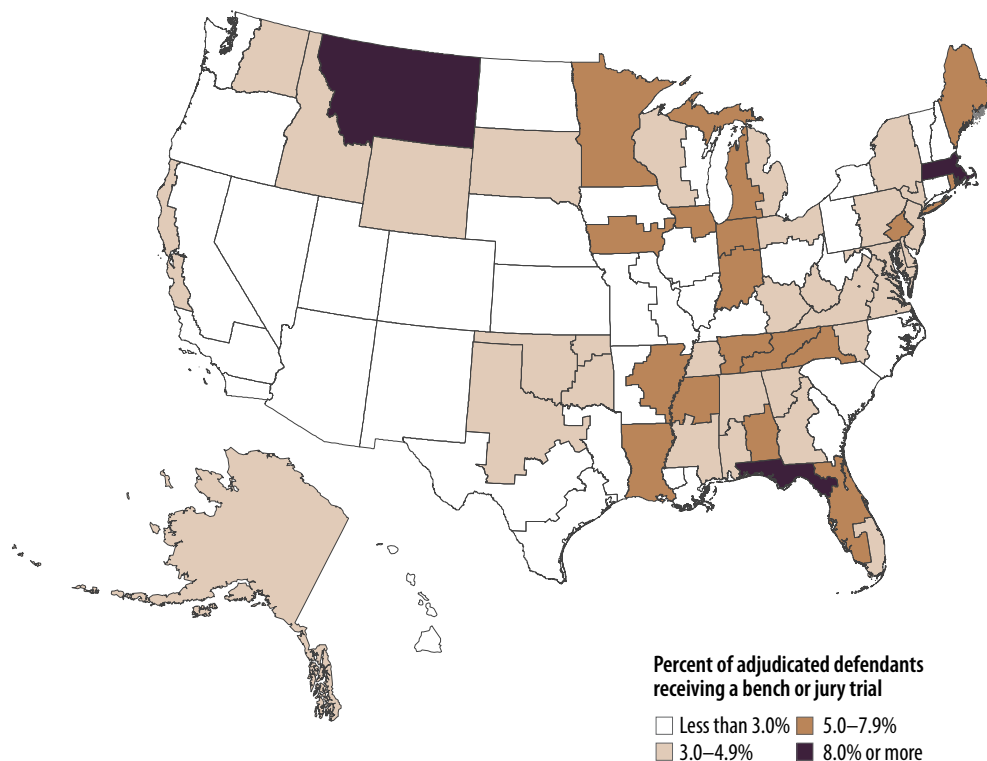 Percent of adjudicated defendants
receiving a bench or jury trial
Less than 3.0% 5.0–7.9%
3.0–4.9% 8.0% or more